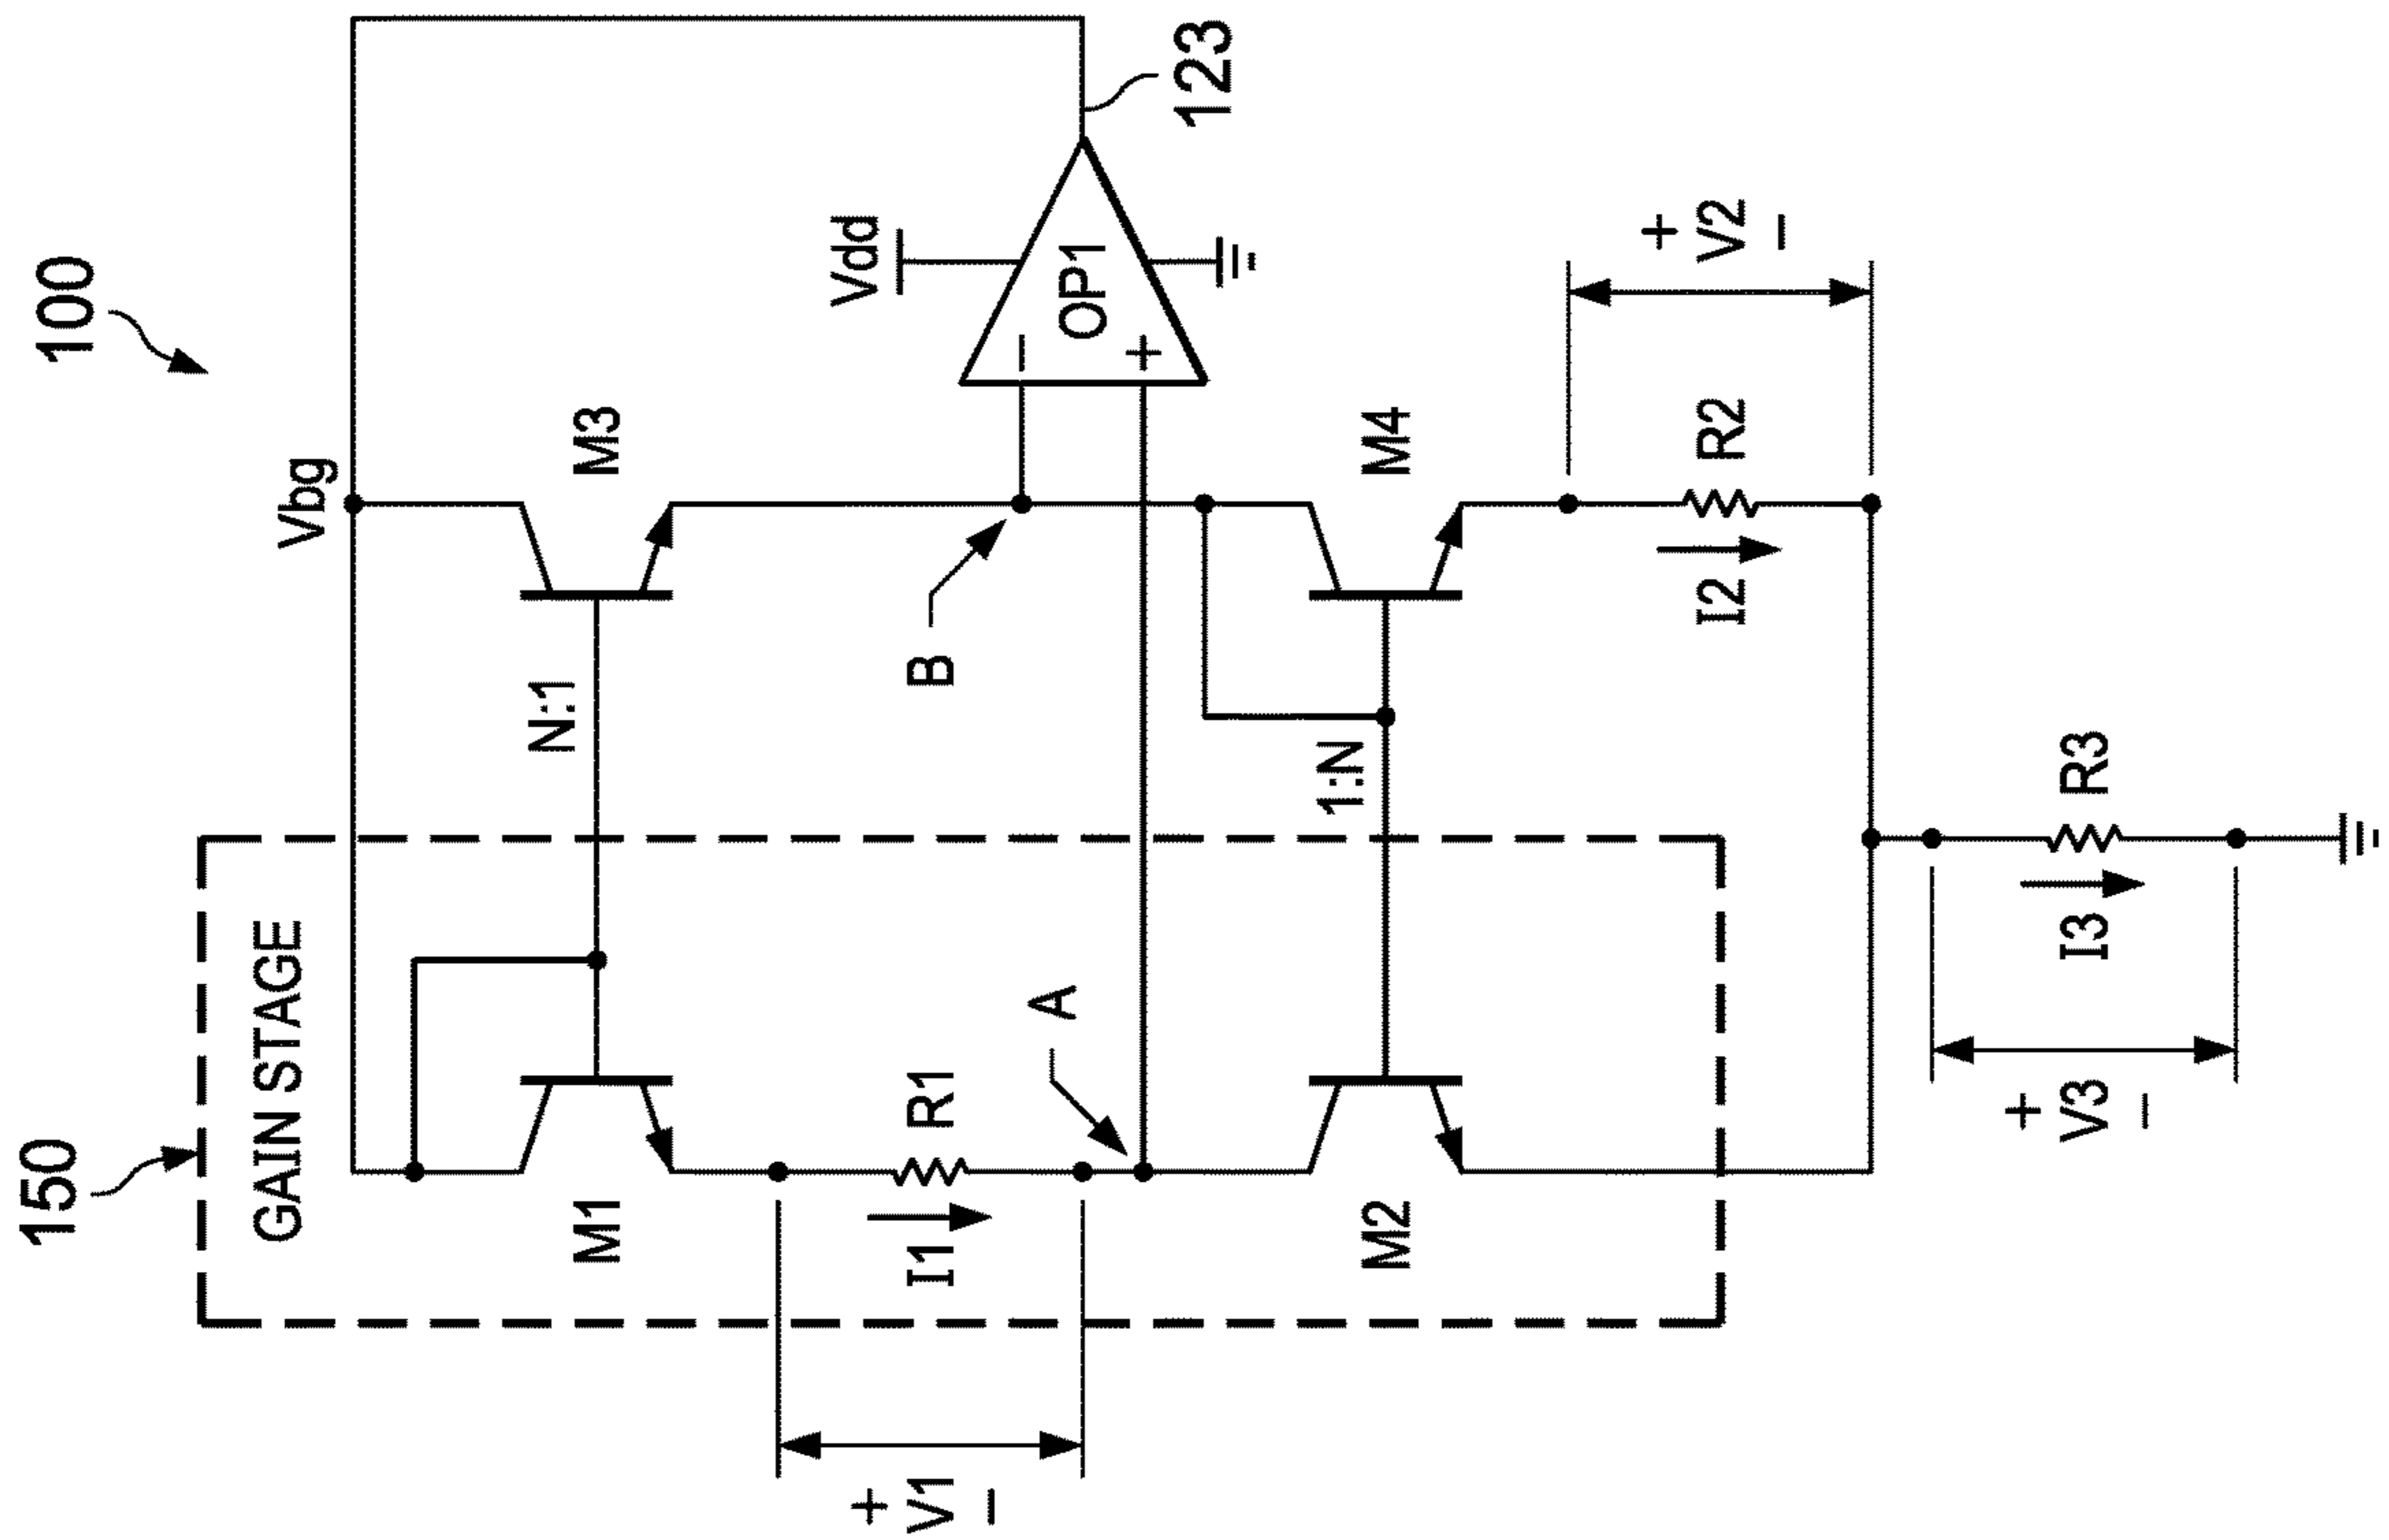 100
150
GAIN STAGE
Vbg
M1
N:1
M3
Vdd
+
V1
−
I1
R1
A
B
−
+
OP1
123
M2
1:N
M4
I2
R2
+
V2
−
+
V3
−
I3
R3